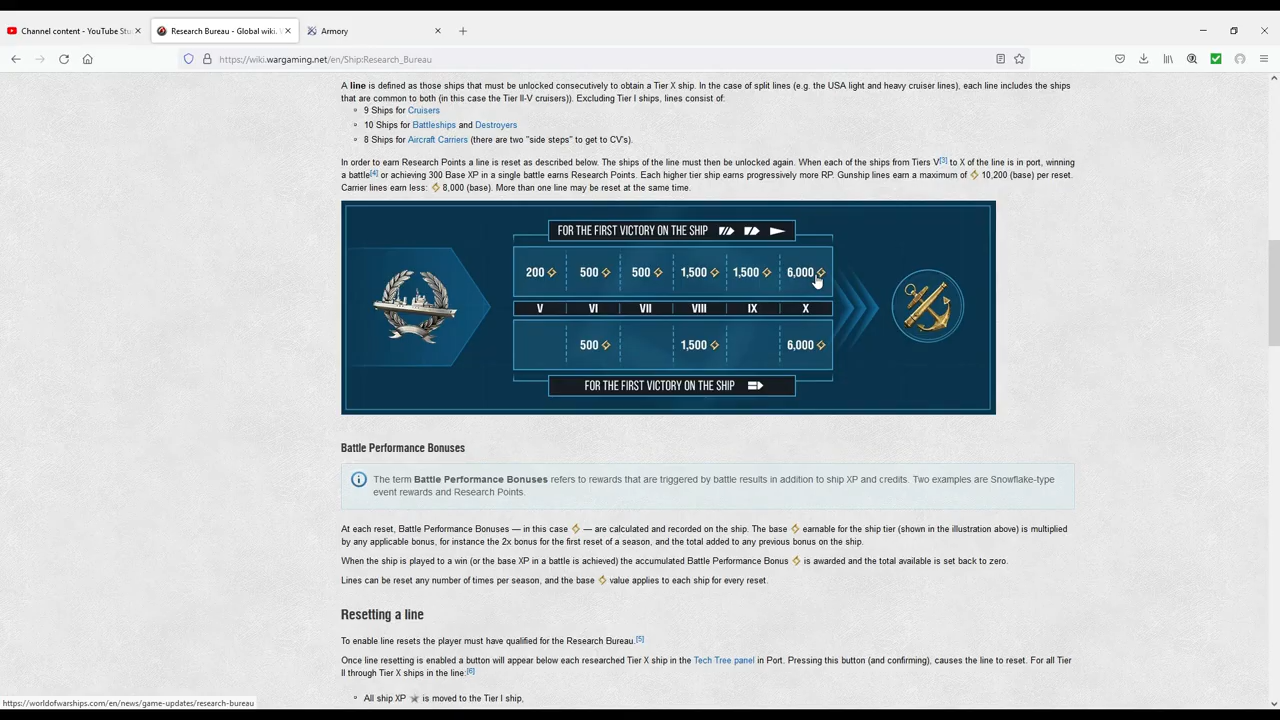 Channel content - YouTube Stu
Research Bureau - Global wiki.
Armory
https://wiki.wargaming.net/en/Ship:Research_Bureau
A line is defined as those ships that must be unlocked consecutively to obtain a Tier X ship. In the case of split lines (e.g. the USA light and heavy cruiser lines), each line includes the ships
that are common to both (in this case the Tier II-V cruisers)). Excluding Tier I ships, lines consist of:
9 Ships for Cruisers
10 Ships for Battleships and Destroyers
8 Ships for Aircraft Carriers (there are two "side steps" to get to CV's).
In order to earn Research Points a line is reset as described below. The ships of the line must then be unlocked again. When each of the ships from Tiers V[3] to X of the line is in port, winning
a battle[4] or achieving 300 Base XP in a single battle earns Research Points. Each higher tier ship earns progressively more RP. Gunship lines earn a maximum of 10,200 (base) per reset.
Carrier lines earn less: 8,000 (base). More than one line may be reset at the same time.
FOR THE FIRST VICTORY ON THE SHIP
200 500 500 1,500 1,500 6,000
V VI VII VIII IX X
500 1,500 6,000
FOR THE FIRST VICTORY ON THE SHIP
Battle Performance Bonuses
The term Battle Performance Bonuses refers to rewards that are triggered by battle results in addition to ship XP and credits. Two examples are Snowflake-type
event rewards and Research Points.
At each reset, Battle Performance Bonuses — in this case — are calculated and recorded on the ship. The base earnable for the ship tier (shown in the illustration above) is multiplied
by any applicable bonus, for instance the 2x bonus for the first reset of a season, and the total added to any previous bonus on the ship.
When the ship is played to a win (or the base XP in a battle is achieved) the accumulated Battle Performance Bonus is awarded and the total available is set back to zero.
Lines can be reset any number of times per season, and the base value applies to each ship for every reset.
Resetting a line
To enable line resets the player must have qualified for the Research Bureau.[5]
Once line resetting is enabled a button will appear below each researched Tier X ship in the Tech Tree panel in Port. Pressing this button (and confirming), causes the line to reset. For all Tier
II through Tier X ships in the line:[6]
All ship XP is moved to the Tier I ship,
https://worldofwarships.com/en/news/game-updates/research-bureau